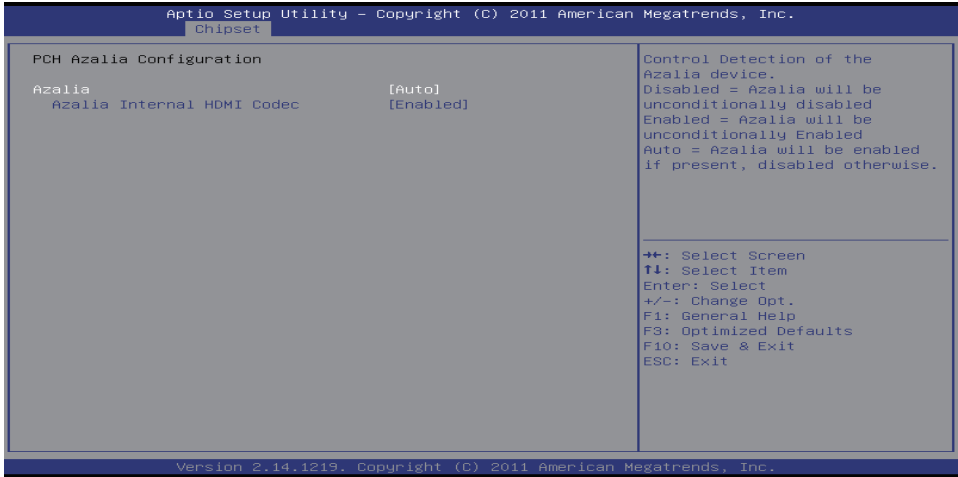 Aptio Setup Utility – Copyright (C) 2011 American Megatrends, Inc.
Chipset
PCH Azalia Configuration
Azalia [Auto]
Azalia Internal HDMI Codec [Enabled]
Control Detection of the
Azalia device.
Disabled = Azalia will be
unconditionally disabled
Enabled = Azalia will be
unconditionally Enabled
Auto = Azalia will be enabled
if present, disabled otherwise.
→←: Select Screen
↑↓: Select Item
Enter: Select
+/-: Change Opt.
F1: General Help
F3: Optimized Defaults
F10: Save & Exit
ESC: Exit
Version 2.14.1219. Copyright (C) 2011 American Megatrends, Inc.